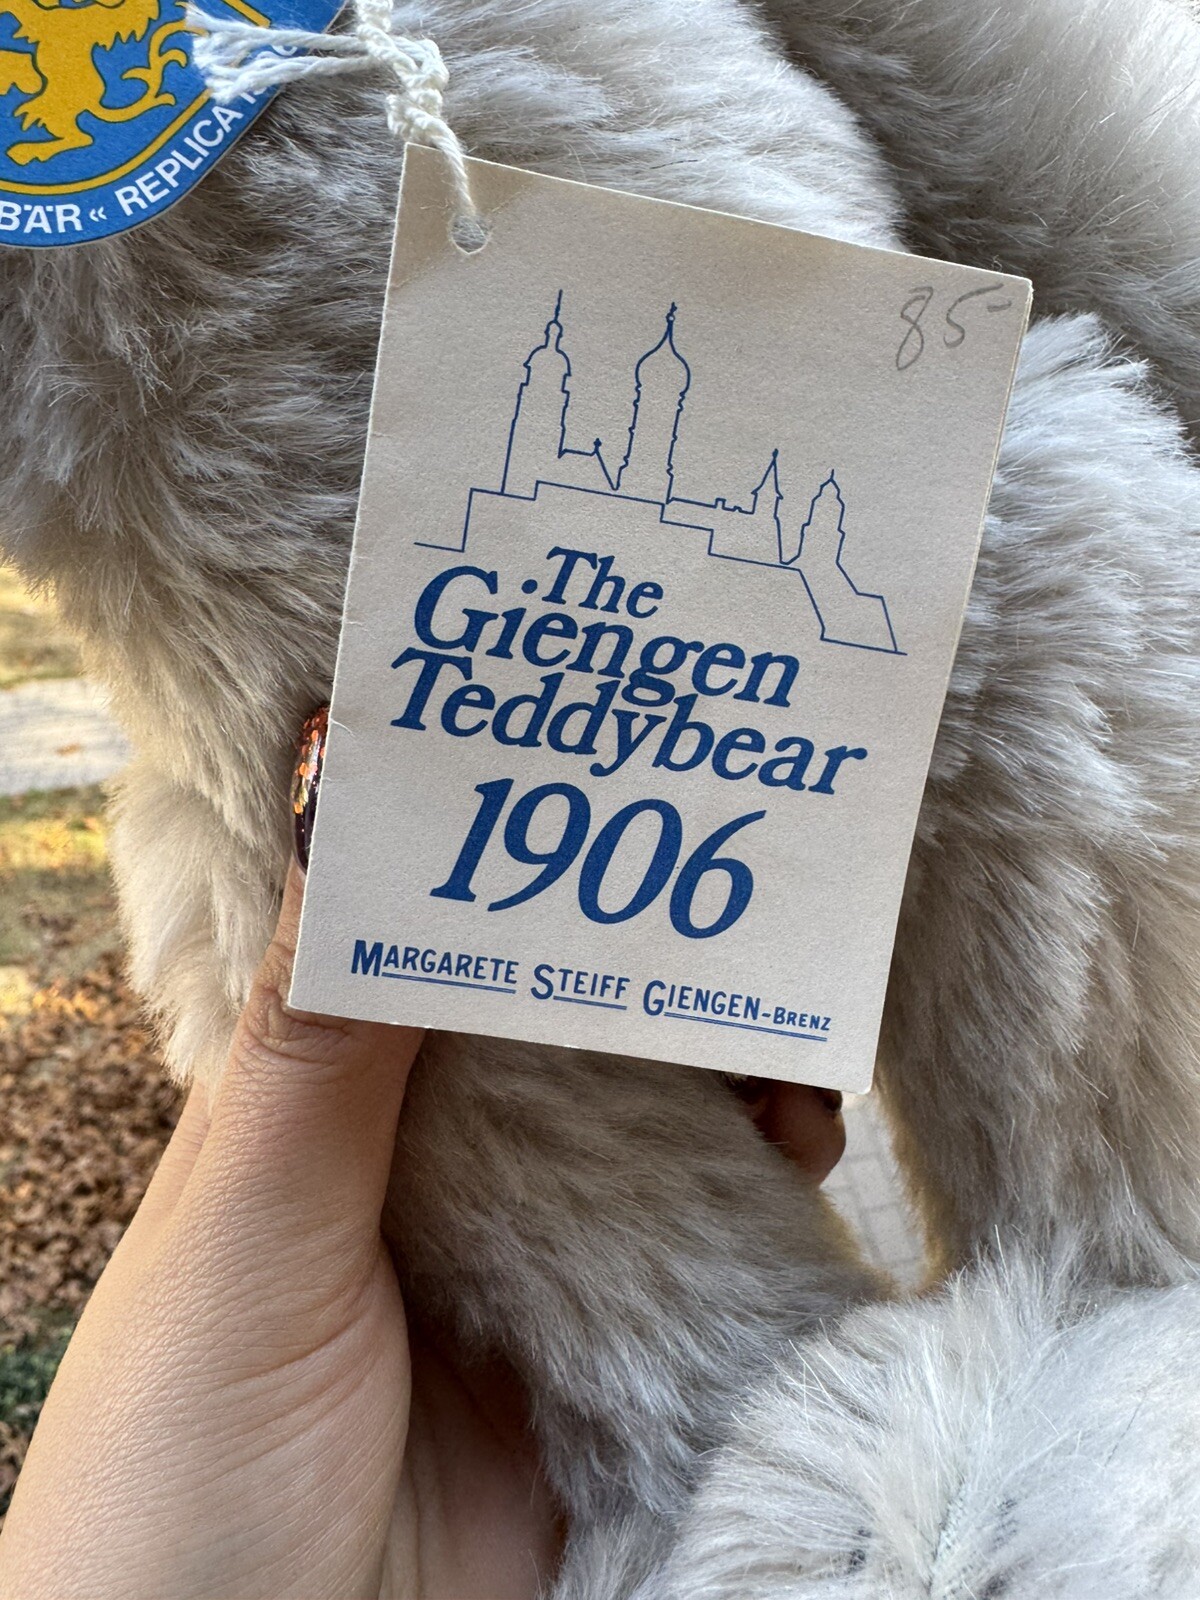 BÄR « REPLICA
85-
The
Giengen
Teddybear
1906
MARGARETE STEIFF GIENGEN-BRENZ